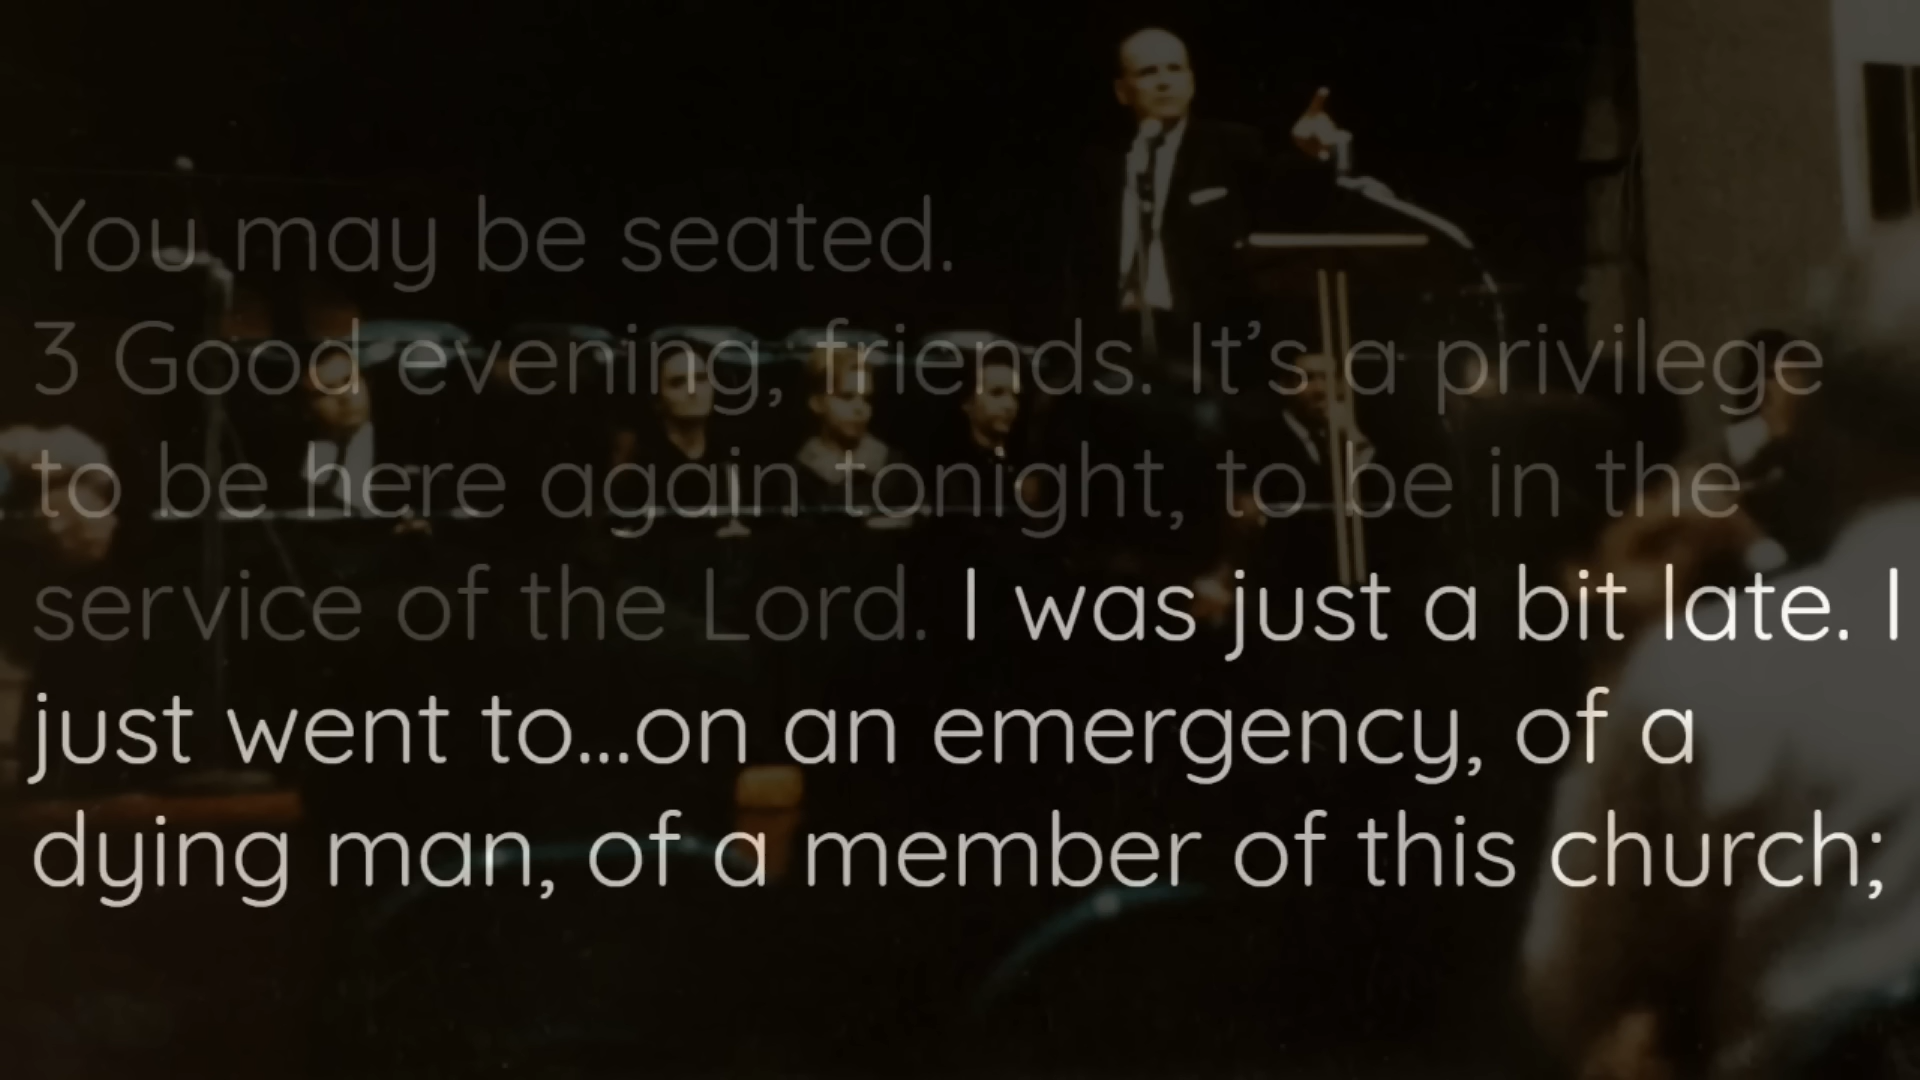 You may be seated.
3 Good evening, friends. It’s a privilege
to be here again tonight, to be in the
service of the Lord. I was just a bit late. I
just went to...on an emergency, of a
dying man, of a member of this church;